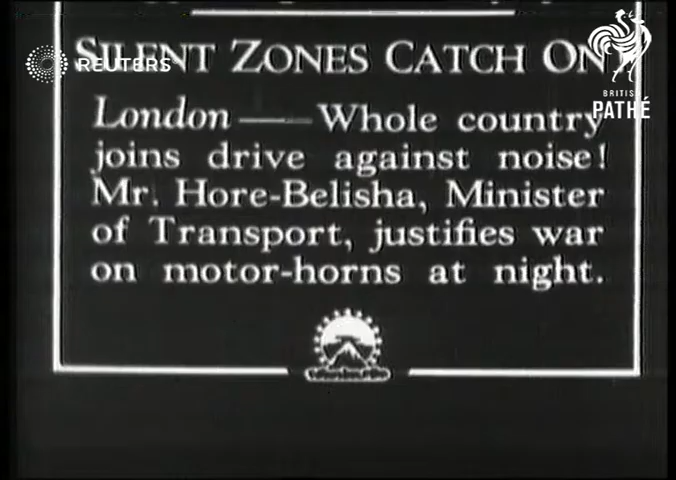 SILENT ZONES CATCH ON
London — Whole country
joins drive against noise!
Mr. Hore-Belisha, Minister
of Transport, justifies war
on motor-horns at night.
REUTERS
BRITISH
PATHÉ